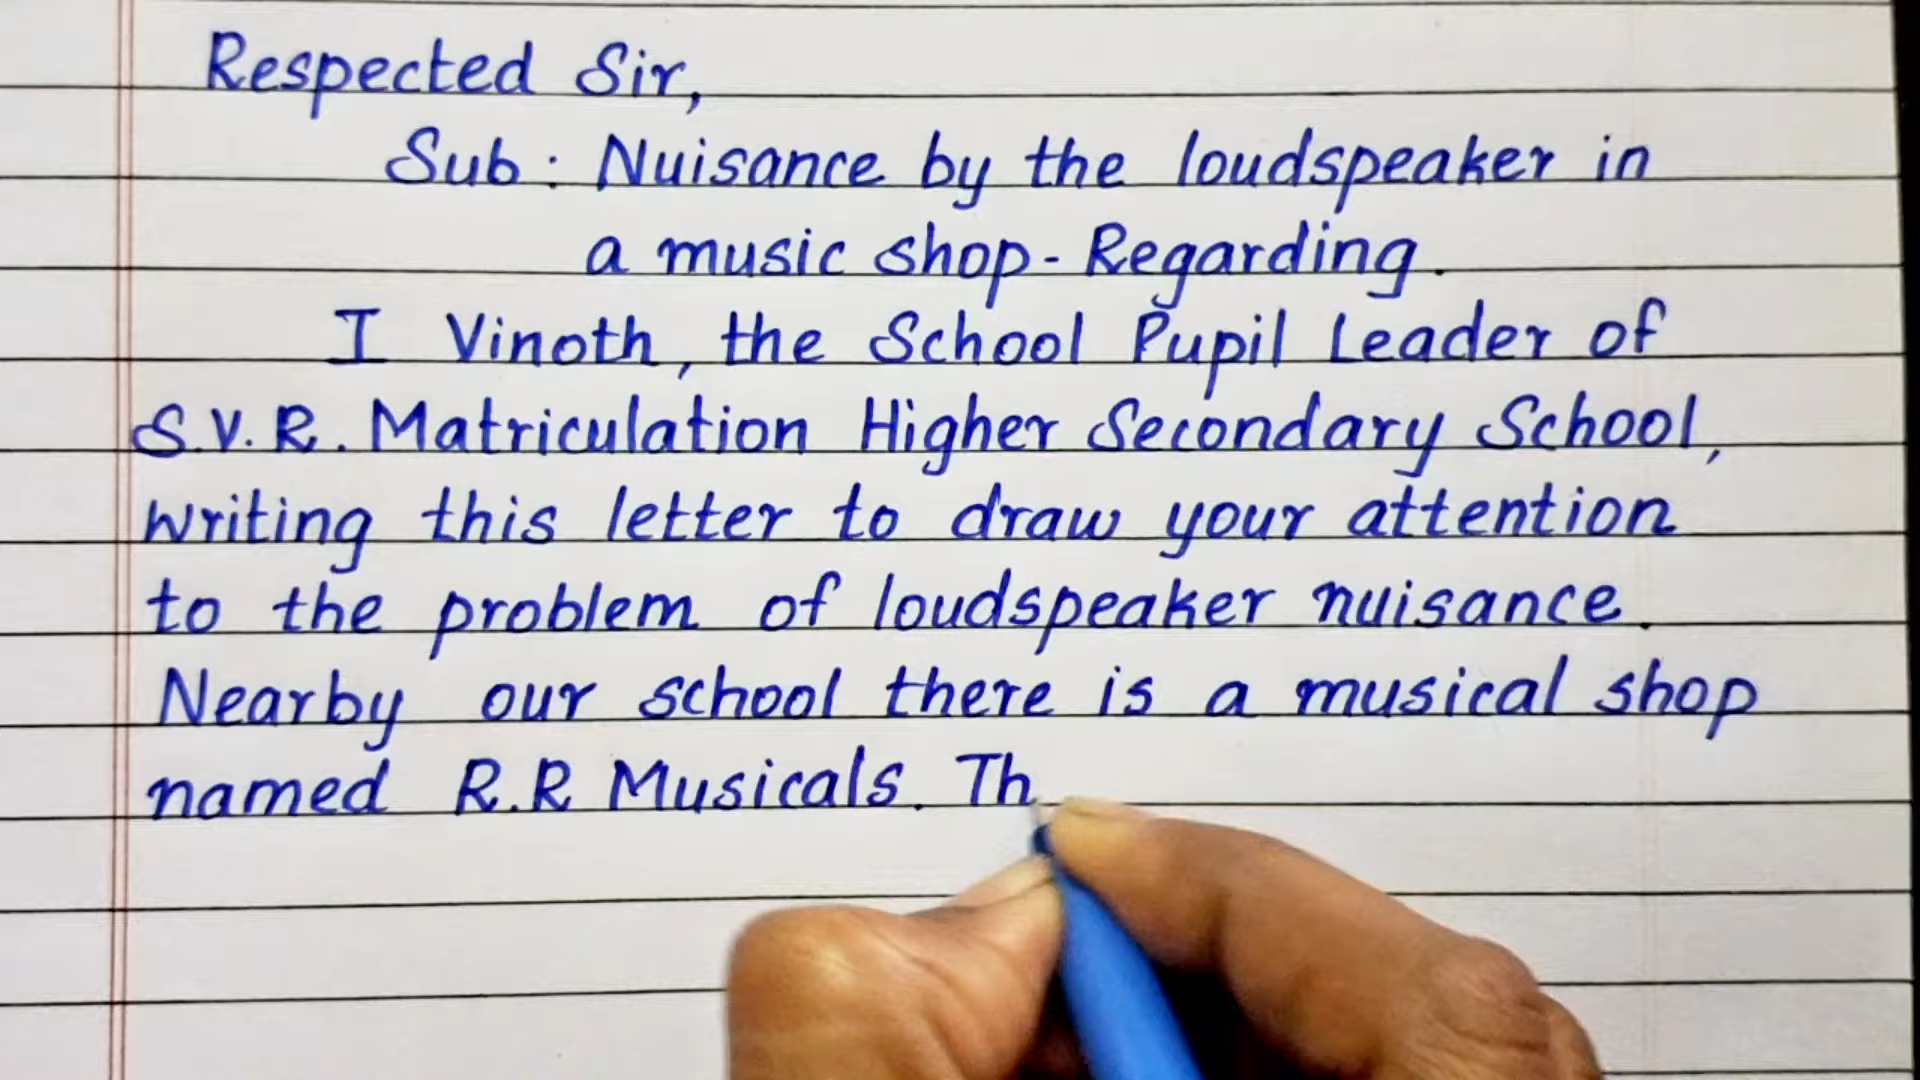 Respected Sir,
Sub : Nuisance by the loudspeaker in
a music shop - Regarding.
I Vinoth, the School Pupil Leader of
S.V.R. Matriculation Higher Secondary School,
writing this letter to draw your attention
to the problem of loudspeaker nuisance.
Nearby our school there is a musical shop
named R.R Musicals. Th